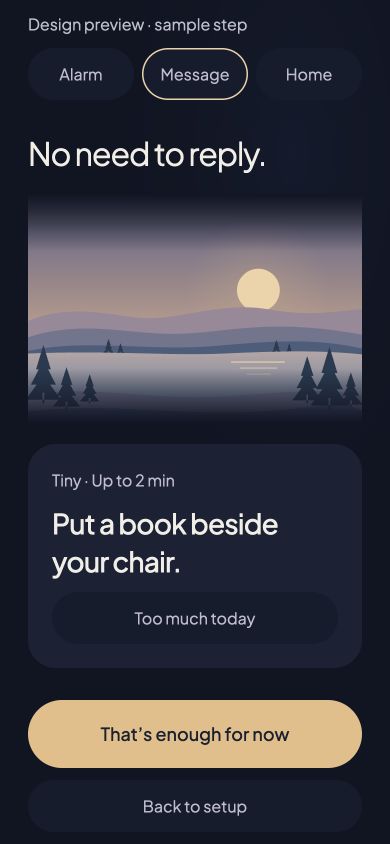 Design preview · sample step
Alarm
Message
Home
No need to reply.
Tiny · Up to 2 min
Put a book beside
your chair.
Too much today
That’s enough for now
Back to setup